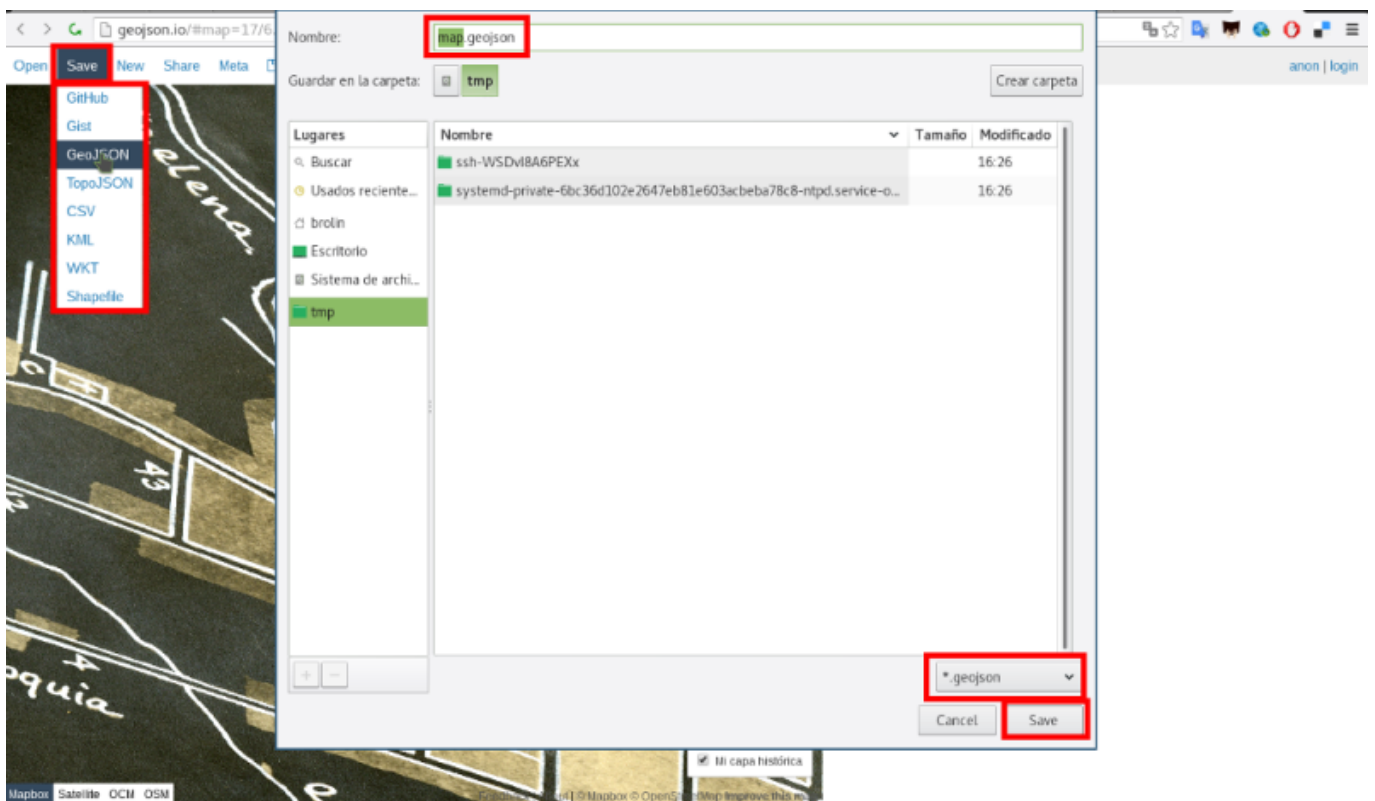 geojson.io/#map=17/6.
Open Save New Share Meta
anon | login
GitHub
Gist
GeoJSON
TopoJSON
CSV
KML
WKT
Shapefile
Nombre: map.geojson
Guardar en la carpeta: tmp Crear carpeta
Lugares
Buscar
Usados reciente...
brolin
Escritorio
Sistema de archi...
tmp
Nombre Tamaño Modificado
ssh-WSDvI8A6PEXx 16:26
systemd-private-6bc36d102e2647eb81e603acbeba78c8-ntpd.service-o... 16:26
+ −
*.geojson
Cancel Save
elena,
C
H
43
4
oquia
Mi capa histórica
Mapbox Satellite OCM OSM
© Mapbox © OpenStreetMap Improve this map